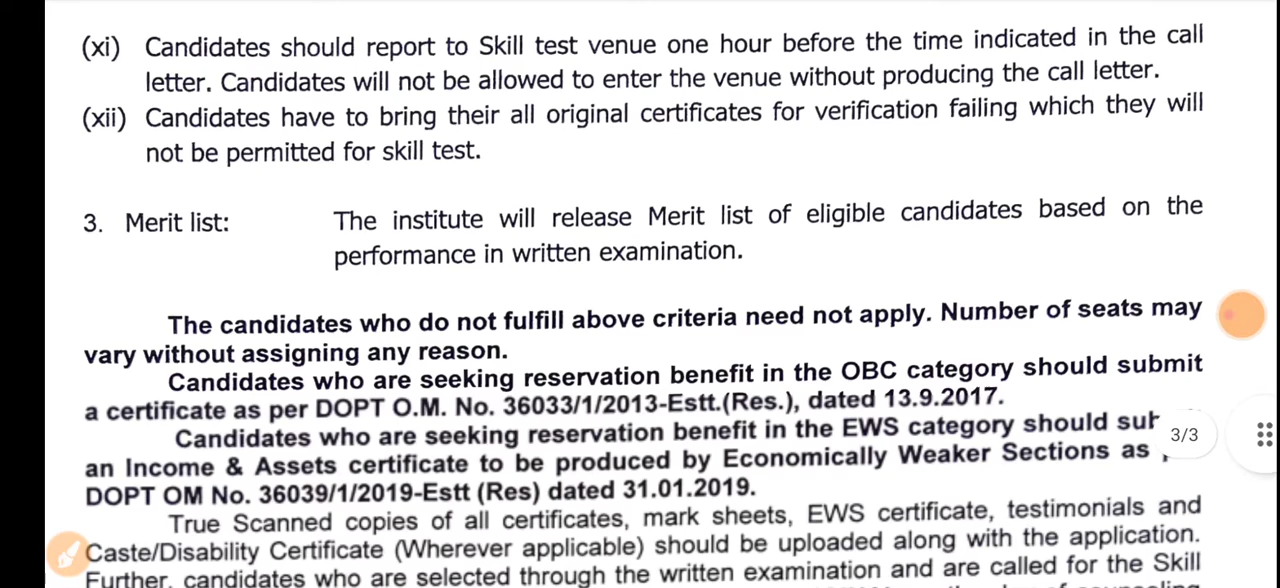 (xi) Candidates should report to Skill test venue one hour before the time indicated in the call
letter. Candidates will not be allowed to enter the venue without producing the call letter.
(xii) Candidates have to bring their all original certificates for verification failing which they will
not be permitted for skill test.
3. Merit list: The institute will release Merit list of eligible candidates based on the
performance in written examination.
The candidates who do not fulfill above criteria need not apply. Number of seats may
vary without assigning any reason.
Candidates who are seeking reservation benefit in the OBC category should submit
a certificate as per DOPT O.M. No. 36033/1/2013-Estt.(Res.), dated 13.9.2017.
Candidates who are seeking reservation benefit in the EWS category should
3/3
an Income & Assets certificate to be produced by Economically Weaker Sections as
DOPT OM No. 36039/1/2019-Estt (Res) dated 31.01.2019.
True Scanned copies of all certificates, mark sheets, EWS certificate, testimonials and
Caste/Disability Certificate (Wherever applicable) should be uploaded along with the application.
Further, candidates who are selected through the written examination and are called for the Skill